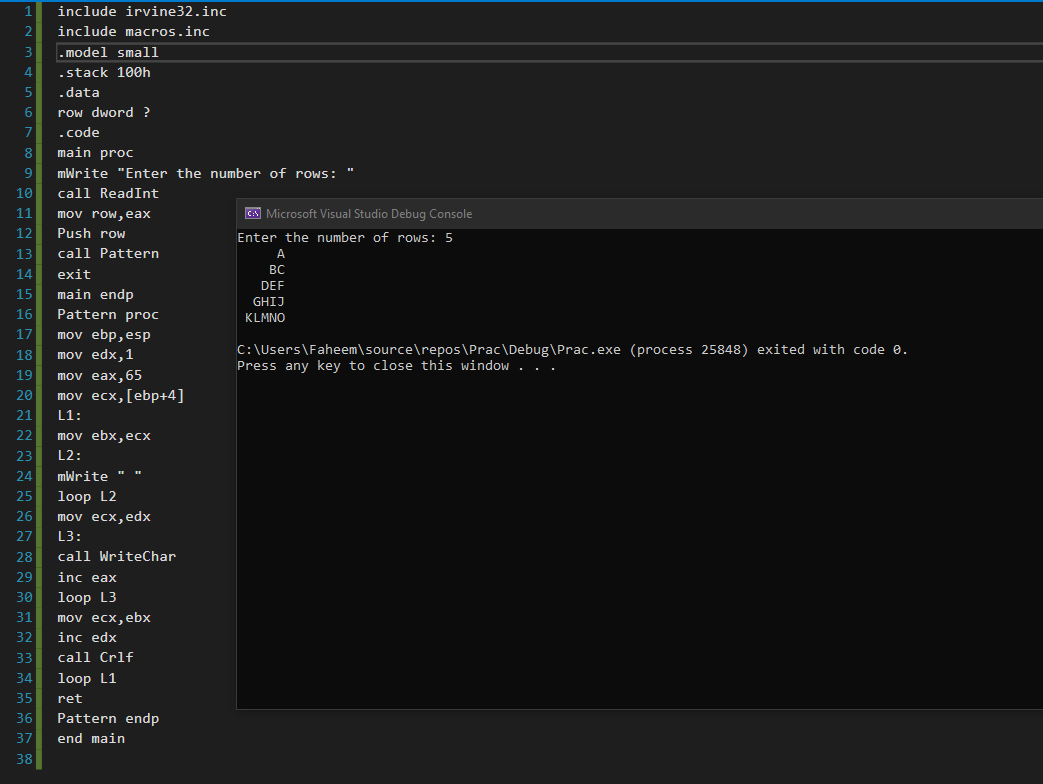 1 include irvine32.inc
2 include macros.inc
3 .model small
4 .stack 100h
5 .data
6 row dword ?
7 .code
8 main proc
9 mWrite "Enter the number of rows: "
10 call ReadInt
11 mov row,eax
12 Push row
13 call Pattern
14 exit
15 main endp
16 Pattern proc
17 mov ebp,esp
18 mov edx,1
19 mov eax,65
20 mov ecx,[ebp+4]
21 L1:
22 mov ebx,ecx
23 L2:
24 mWrite " "
25 loop L2
26 mov ecx,edx
27 L3:
28 call WriteChar
29 inc eax
30 loop L3
31 mov ecx,ebx
32 inc edx
33 call Crlf
34 loop L1
35 ret
36 Pattern endp
37 end main
38
C:\ Microsoft Visual Studio Debug Console
Enter the number of rows: 5
     A
    BC
   DEF
  GHIJ
 KLMNO
C:\Users\Faheem\source\repos\Prac\Debug\Prac.exe (process 25848) exited with code 0.
Press any key to close this window . . .